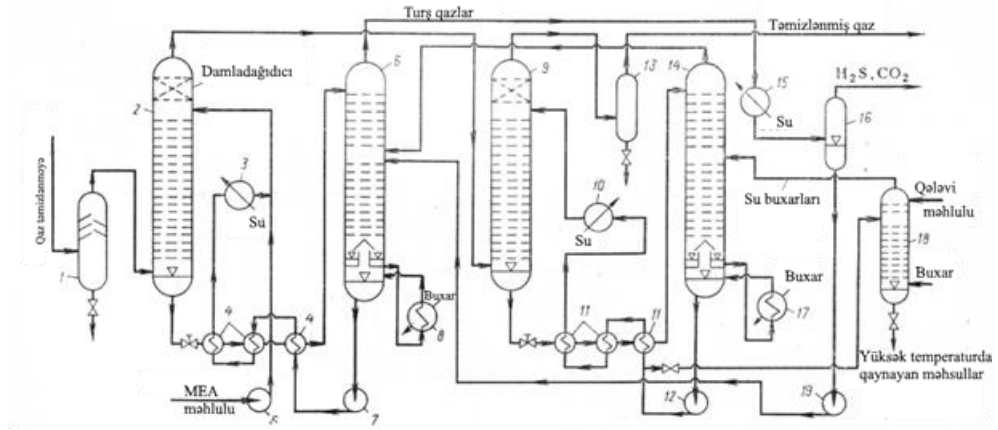 Turş qazlar
Təmizlənmiş qaz
Damladağıdıcı
6
9
13
14
15
H2S, CO2
2
Su
16
3
Su
Qaz təmizlənməyə
10
Su buxarları
Qələvi
məhlulu
Su
18
1
Buxar
Buxar
Buxar
4
4
8
11
11
17
MEA
məhlulu
7
12
19
Yüksək temperaturda
qaynayan məhsullar